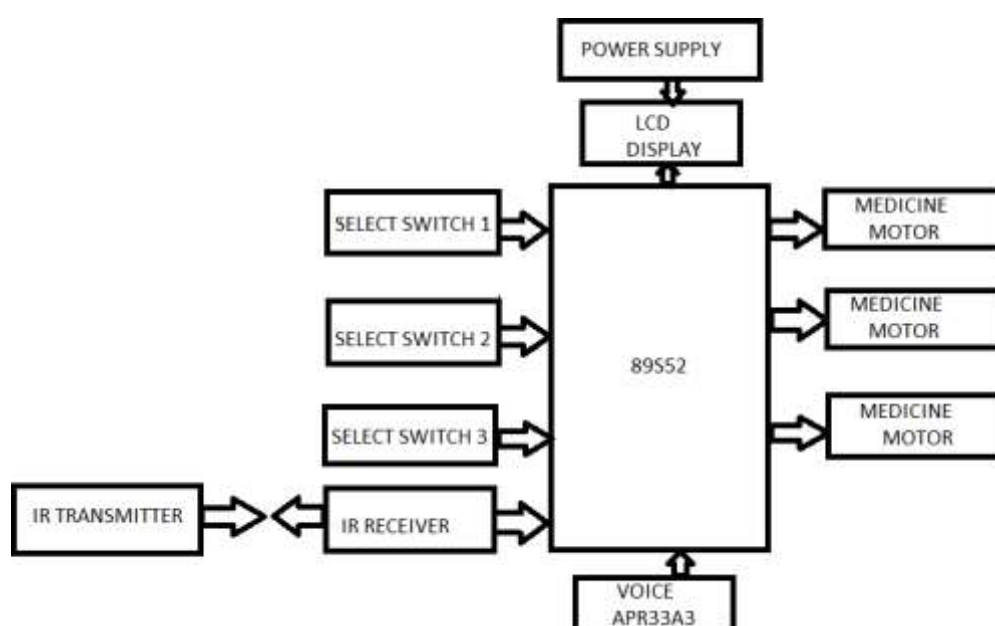 POWER SUPPLY
LCD
DISPLAY
SELECT SWITCH 1
MEDICINE
MOTOR
SELECT SWITCH 2
MEDICINE
MOTOR
89S52
SELECT SWITCH 3
MEDICINE
MOTOR
IR TRANSMITTER
IR RECEIVER
VOICE
APR33A3